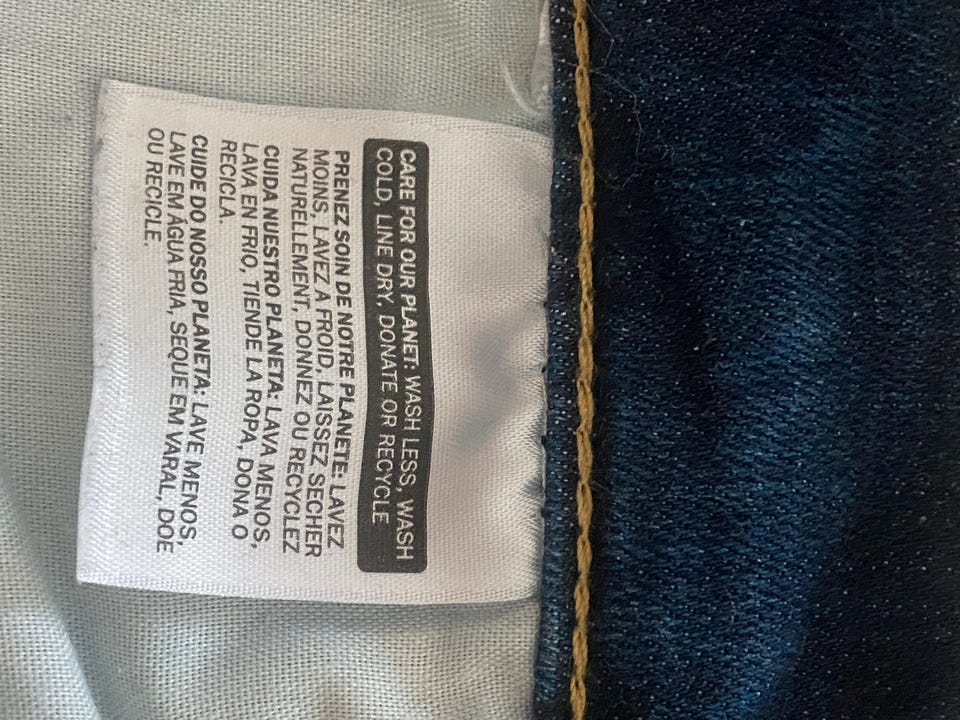 CARE FOR OUR PLANET: WASH LESS, WASH
COLD, LINE DRY, DONATE OR RECYCLE
PRENEZ SOIN DE NOTRE PLANETE: LAVEZ
MOINS, LAVEZ A FROID, LAISSEZ SECHER
NATURELLEMENT, DONNEZ OU RECYCLEZ
CUIDA NUESTRO PLANETA: LAVA MENOS,
LAVA EN FRIO, TIENDE LA ROPA, DONA O
RECICLA.
CUIDE DO NOSSO PLANETA: LAVE MENOS,
LAVE EM ÁGUA FRIA, SEQUE EM VARAL, DOE
OU RECICLE.